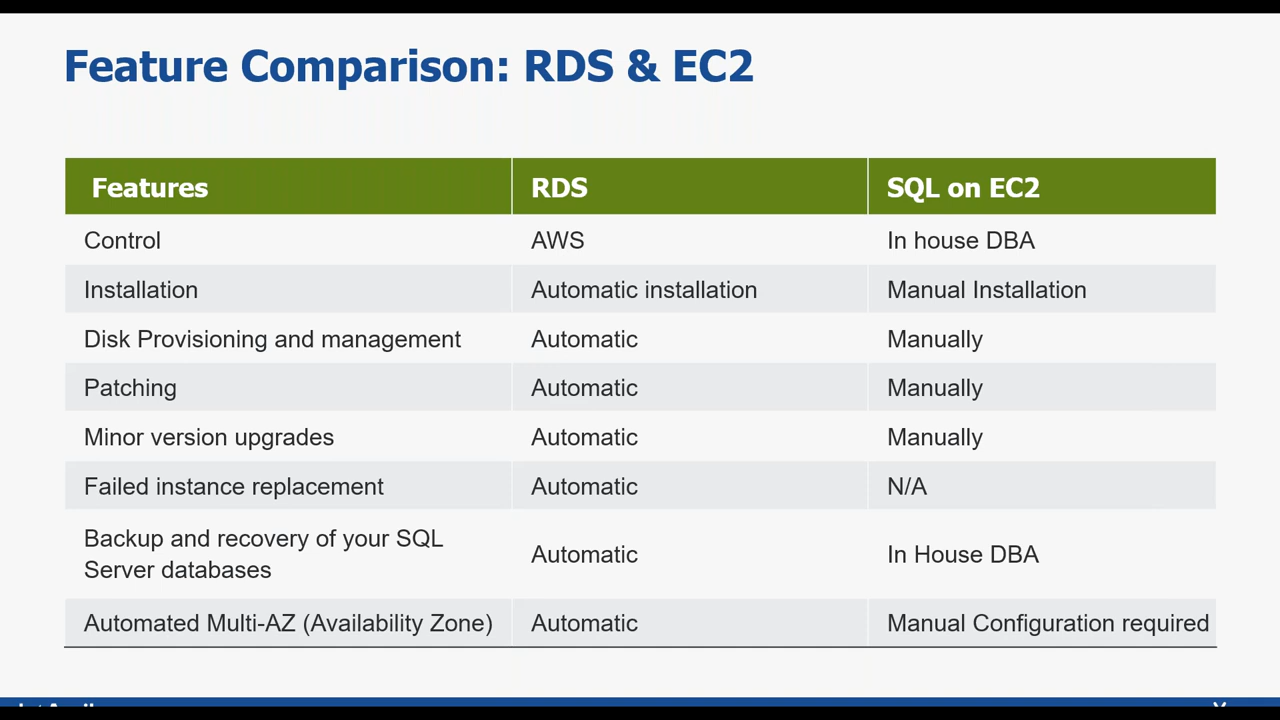 Feature Comparison: RDS & EC2
Features RDS SQL on EC2
Control AWS In house DBA
Installation Automatic installation Manual Installation
Disk Provisioning and management Automatic Manually
Patching Automatic Manually
Minor version upgrades Automatic Manually
Failed instance replacement Automatic N/A
Backup and recovery of your SQL
Server databases Automatic In House DBA
Automated Multi-AZ (Availability Zone) Automatic Manual Configuration required